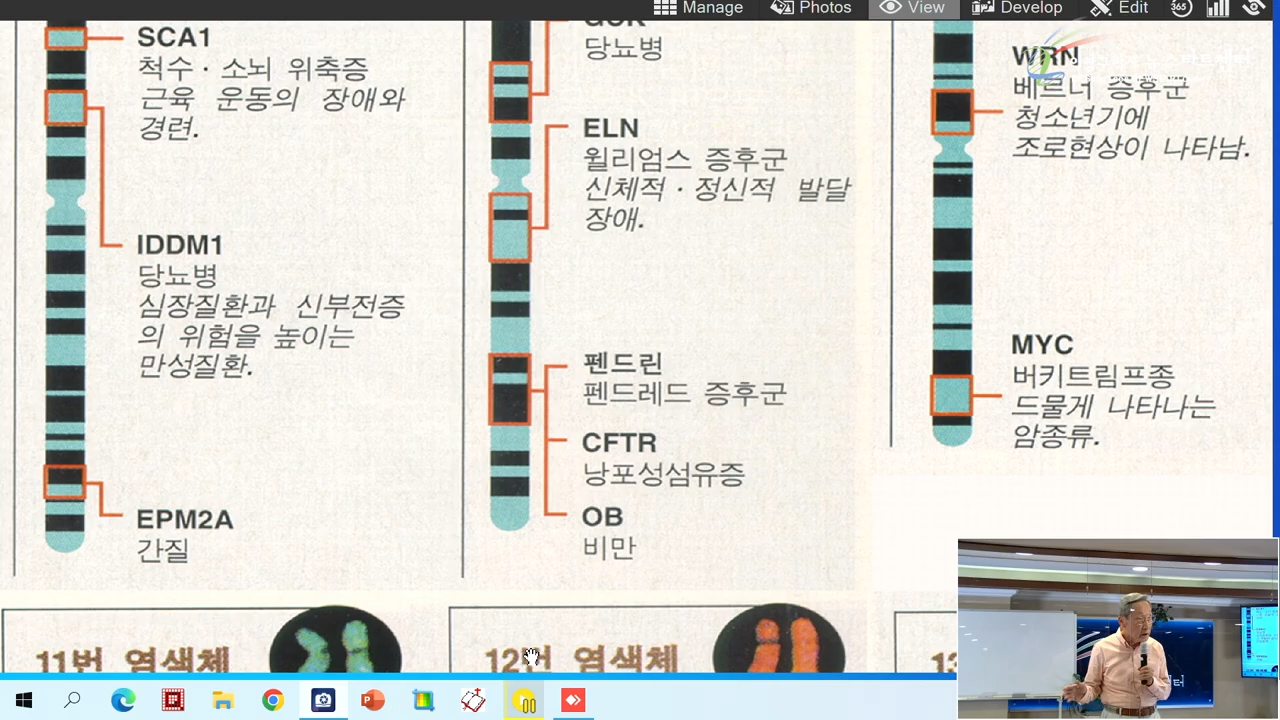 Manage
Photos
View
Develop
Edit
365
SCA1
척수·소뇌 위축증
근육 운동의 장애와
경련.
IDDM1
당뇨병
심장질환과 신부전증
의 위험을 높이는
만성질환.
EPM2A
간질
당뇨병
ELN
윌리엄스 증후군
신체적·정신적 발달
장애.
펜드린
펜드레드 증후군
CFTR
낭포성섬유증
OB
비만
WRN
베르너 증후군
청소년기에
조로현상이 나타남.
MYC
버키트림프종
드물게 나타나는
암종류.
11번 염색체
12번 염색체